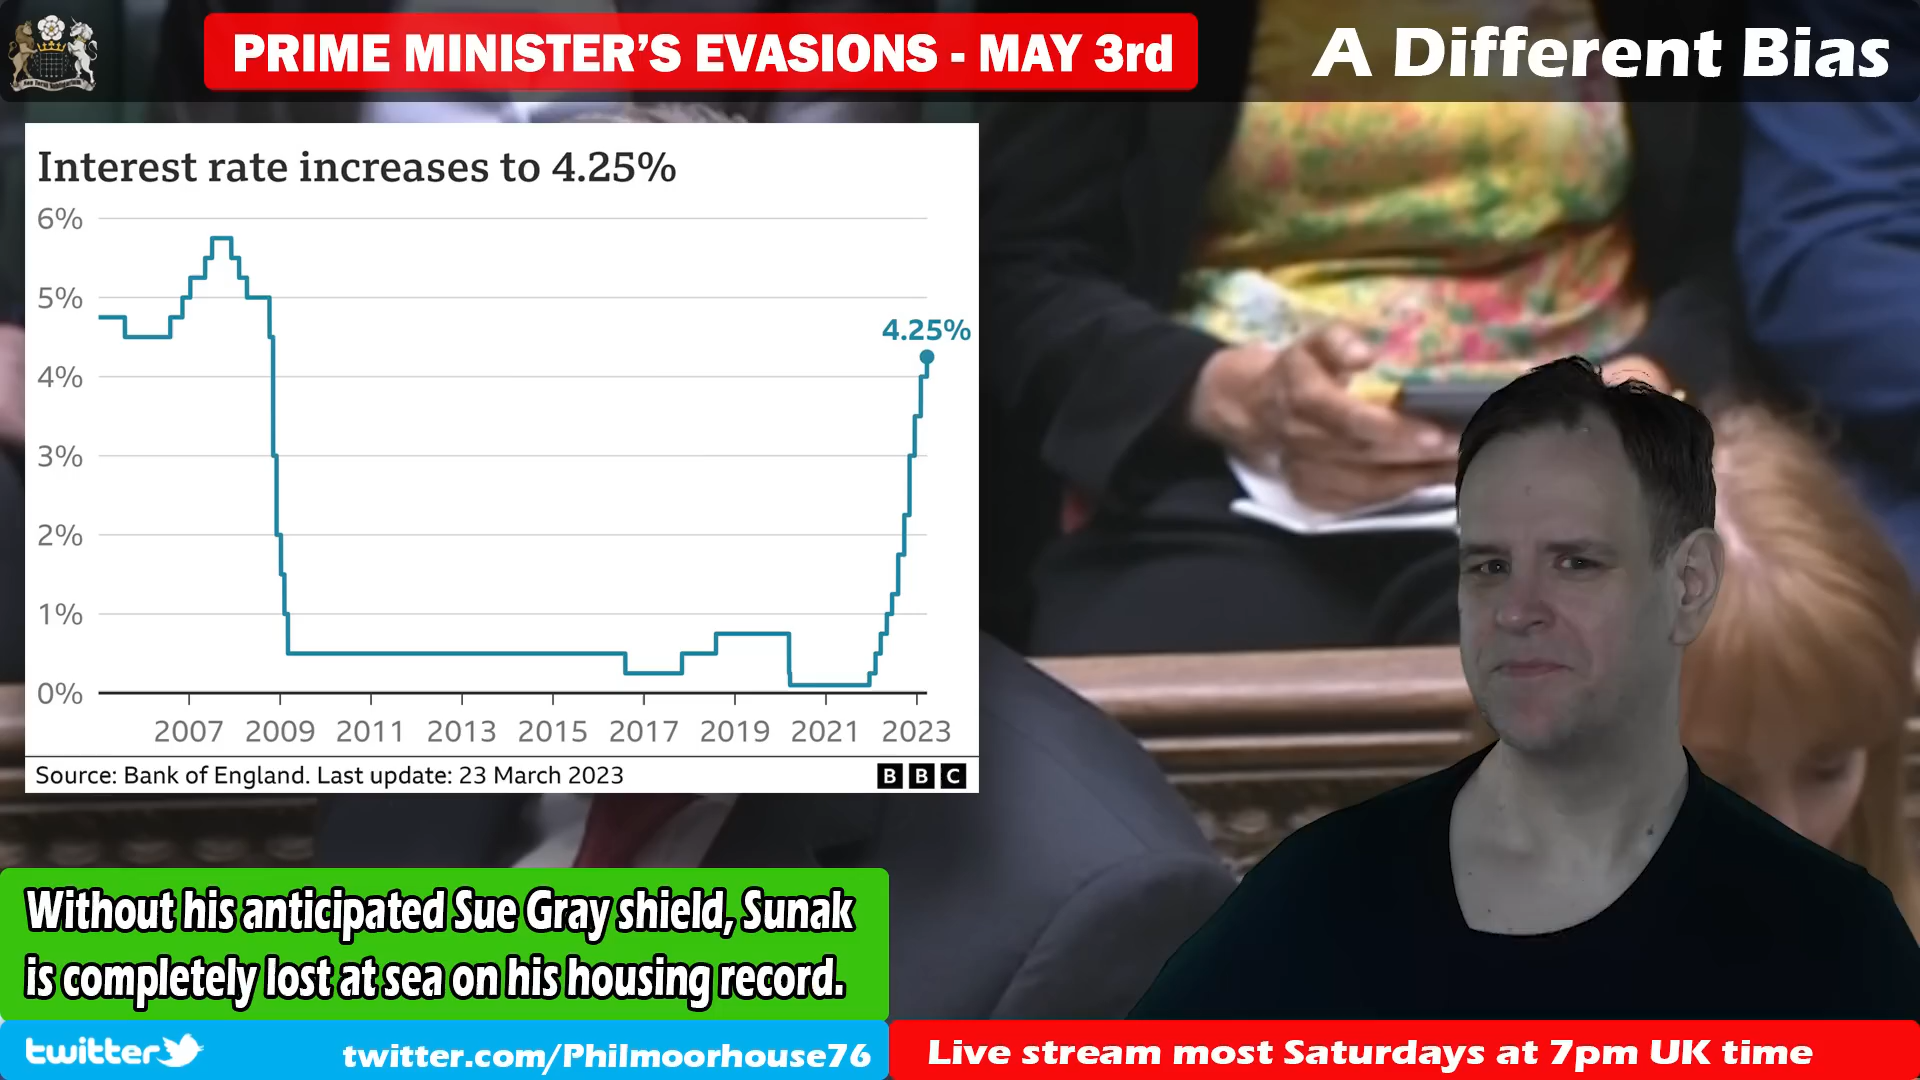 PRIME MINISTER'S EVASIONS - MAY 3rd
A Different Bias
Interest rate increases to 4.25%
6%
5%
4.25%
4%
3%
2%
1%
0%
2007 2009 2011 2013 2015 2017 2019 2021 2023
Source: Bank of England. Last update: 23 March 2023
BBC
Without his anticipated Sue Gray shield, Sunak
is completely lost at sea on his housing record.
twitter
twitter.com/Philmoorhouse76
Live stream most Saturdays at 7pm UK time